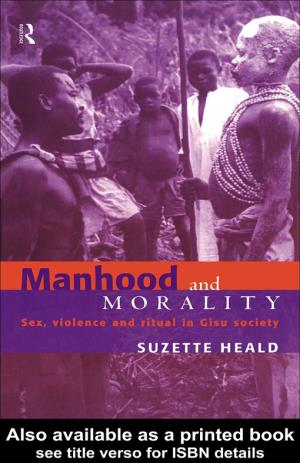 R
ROUTLEDGE
Manhood and
MORALITY
Sex, violence and ritual in Gisu society
SUZETTE HEALD
Also available as a printed book
see title verso for ISBN details